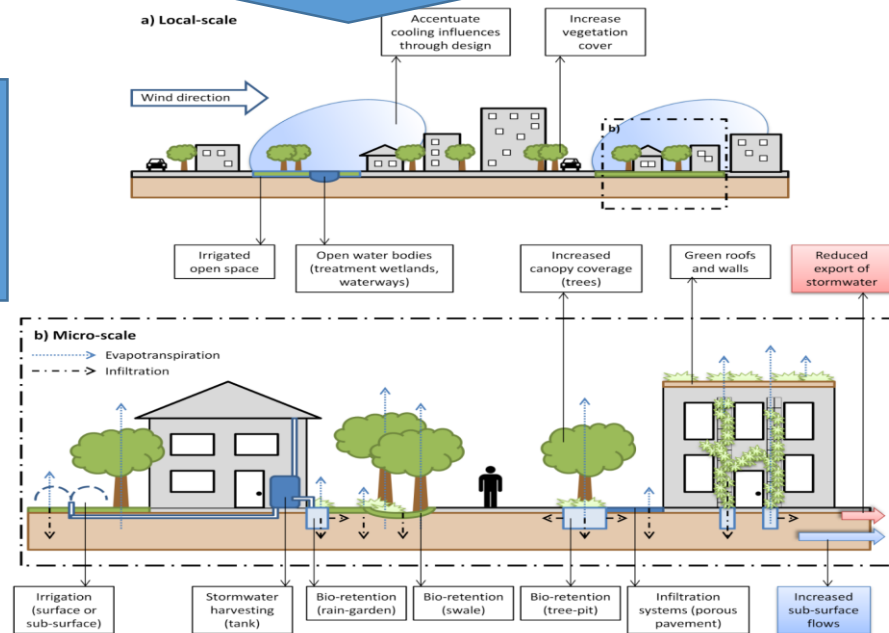 a) Local-scale
Accentuate
cooling influences
through design
Increase
vegetation
cover
Wind direction
b)
Irrigated
open space
Open water bodies
(treatment wetlands,
waterways)
Increased
canopy coverage
(trees)
Green roofs
and walls
Reduced
export of
stormwater
b) Micro-scale
Evapotranspiration
Infiltration
Irrigation
(surface or
sub-surface)
Stormwater
harvesting
(tank)
Bio-retention
(rain-garden)
Bio-retention
(swale)
Bio-retention
(tree-pit)
Infiltration
systems (porous
pavement)
Increased
sub-surface
flows